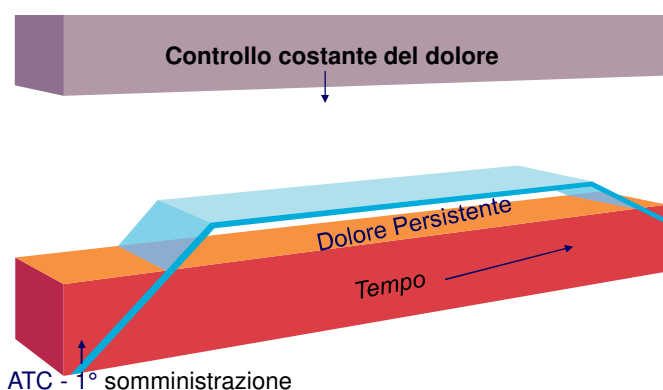 Controllo costante del dolore
Dolore Persistente
Tempo
ATC - 1° somministrazione